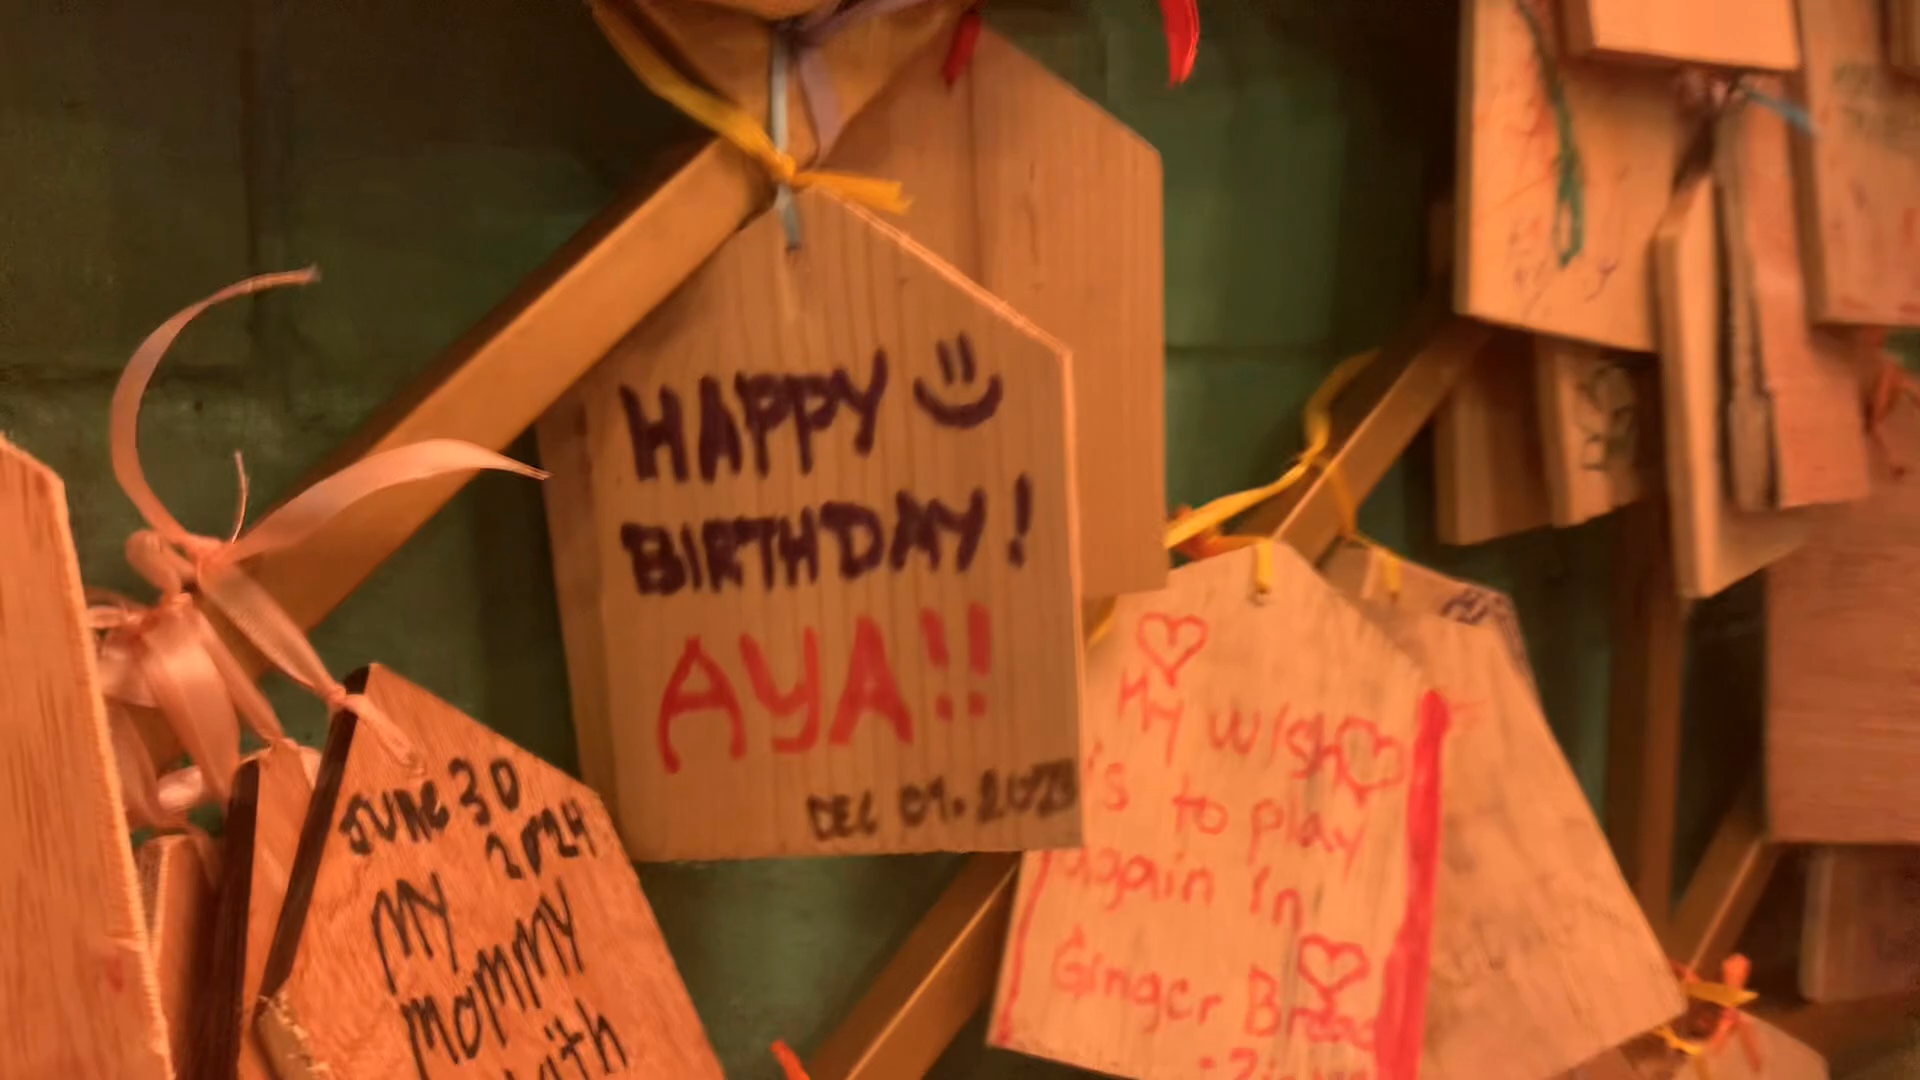 HAPPY
BIRTHDAY!
AYA!!
DEC 09. 2023
JUNE 30
2024
MY
MOMMY
with
My wish
is to play
again in
Ginger Bread